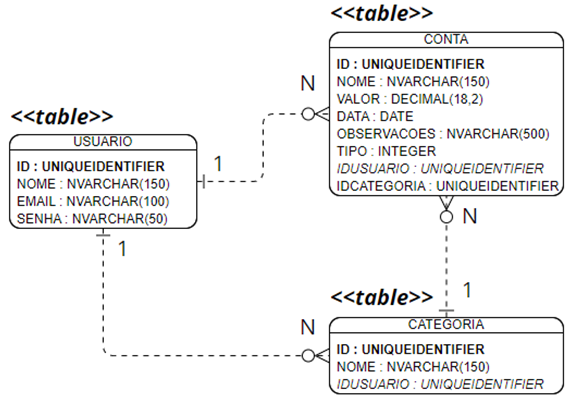 <<table>>
USUARIO
ID : UNIQUEIDENTIFIER
NOME : NVARCHAR(150)
EMAIL : NVARCHAR(100)
SENHA : NVARCHAR(50)
1
1
<<table>>
CONTA
ID : UNIQUEIDENTIFIER
NOME : NVARCHAR(150)
VALOR : DECIMAL(18,2)
DATA : DATE
OBSERVACOES : NVARCHAR(500)
TIPO : INTEGER
IDUSUARIO : UNIQUEIDENTIFIER
IDCATEGORIA : UNIQUEIDENTIFIER
N
N
1
<<table>>
CATEGORIA
ID : UNIQUEIDENTIFIER
NOME : NVARCHAR(150)
IDUSUARIO : UNIQUEIDENTIFIER
N